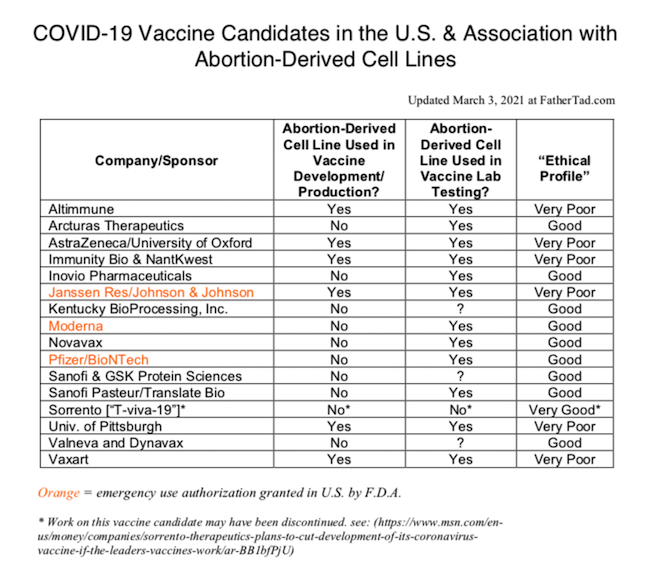 COVID-19 Vaccine Candidates in the U.S. & Association with
Abortion-Derived Cell Lines
Updated March 3, 2021 at FatherTad.com
Company/Sponsor
Abortion-Derived
Cell Line Used in
Vaccine
Development/
Production?
Abortion-
Derived Cell
Line Used in
Vaccine Lab
Testing?
“Ethical
Profile”
Altimmune Yes Yes Very Poor
Arcturas Therapeutics No Yes Good
AstraZeneca/University of Oxford Yes Yes Very Poor
Immunity Bio & NantKwest Yes Yes Very Poor
Inovio Pharmaceuticals No Yes Good
Janssen Res/Johnson & Johnson Yes Yes Very Poor
Kentucky BioProcessing, Inc. No ? Good
Moderna No Yes Good
Novavax No Yes Good
Pfizer/BioNTech No Yes Good
Sanofi & GSK Protein Sciences No ? Good
Sanofi Pasteur/Translate Bio No Yes Good
Sorrento [“T-viva-19”]* No* No* Very Good*
Univ. of Pittsburgh Yes Yes Very Poor
Valneva and Dynavax No ? Good
Vaxart Yes Yes Very Poor
Orange = emergency use authorization granted in U.S. by F.D.A.
* Work on this vaccine candidate may have been discontinued. see: (https://www.msn.com/en-
us/money/companies/sorrento-therapeutics-plans-to-cut-development-of-its-coronavirus-
vaccine-if-the-leaders-vaccines-work/ar-BB1bfPjU)